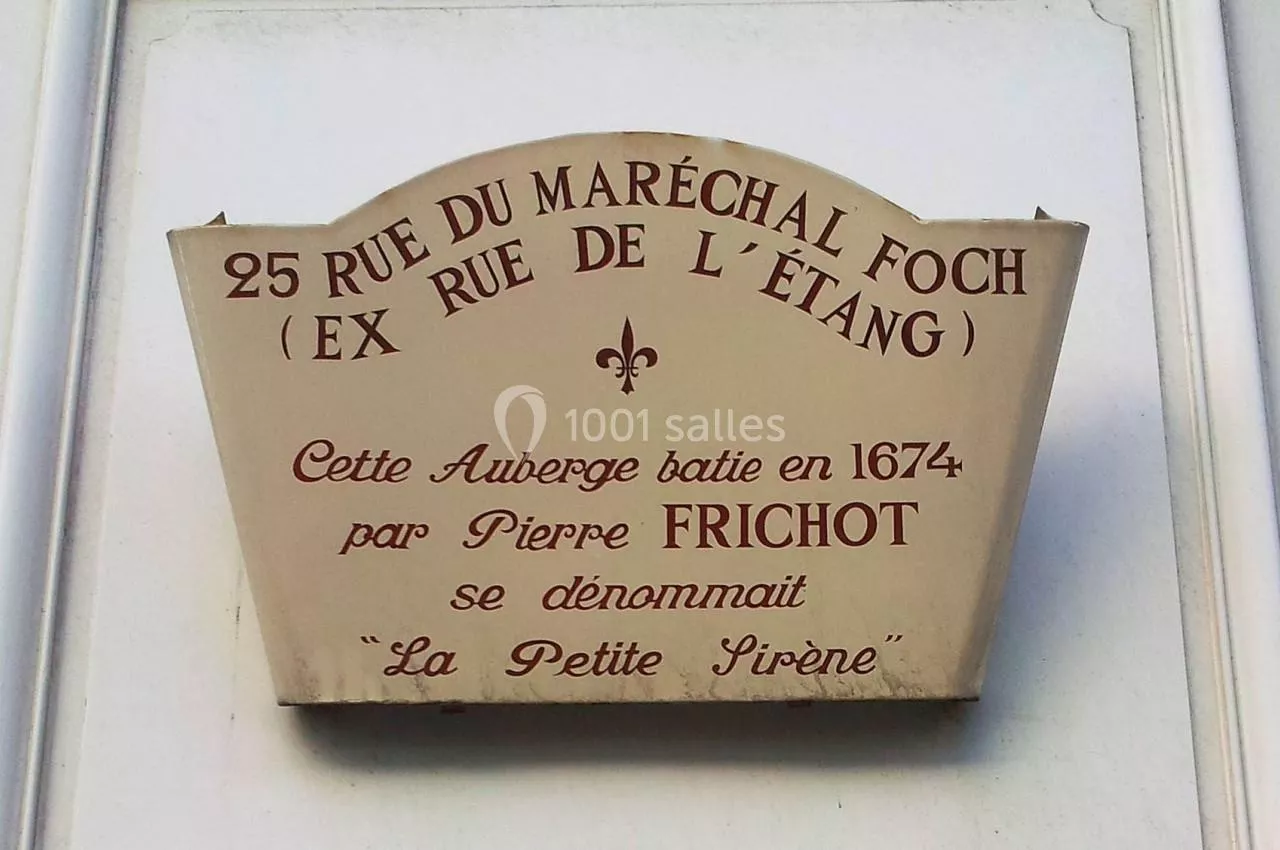 25 RUE DU MARÉCHAL FOCH
(EX RUE DE L'ÉTANG)
1001 salles
Cette Auberge batie en 1674
par Pierre FRICHOT
se dénommait
"La Petite Sirène"